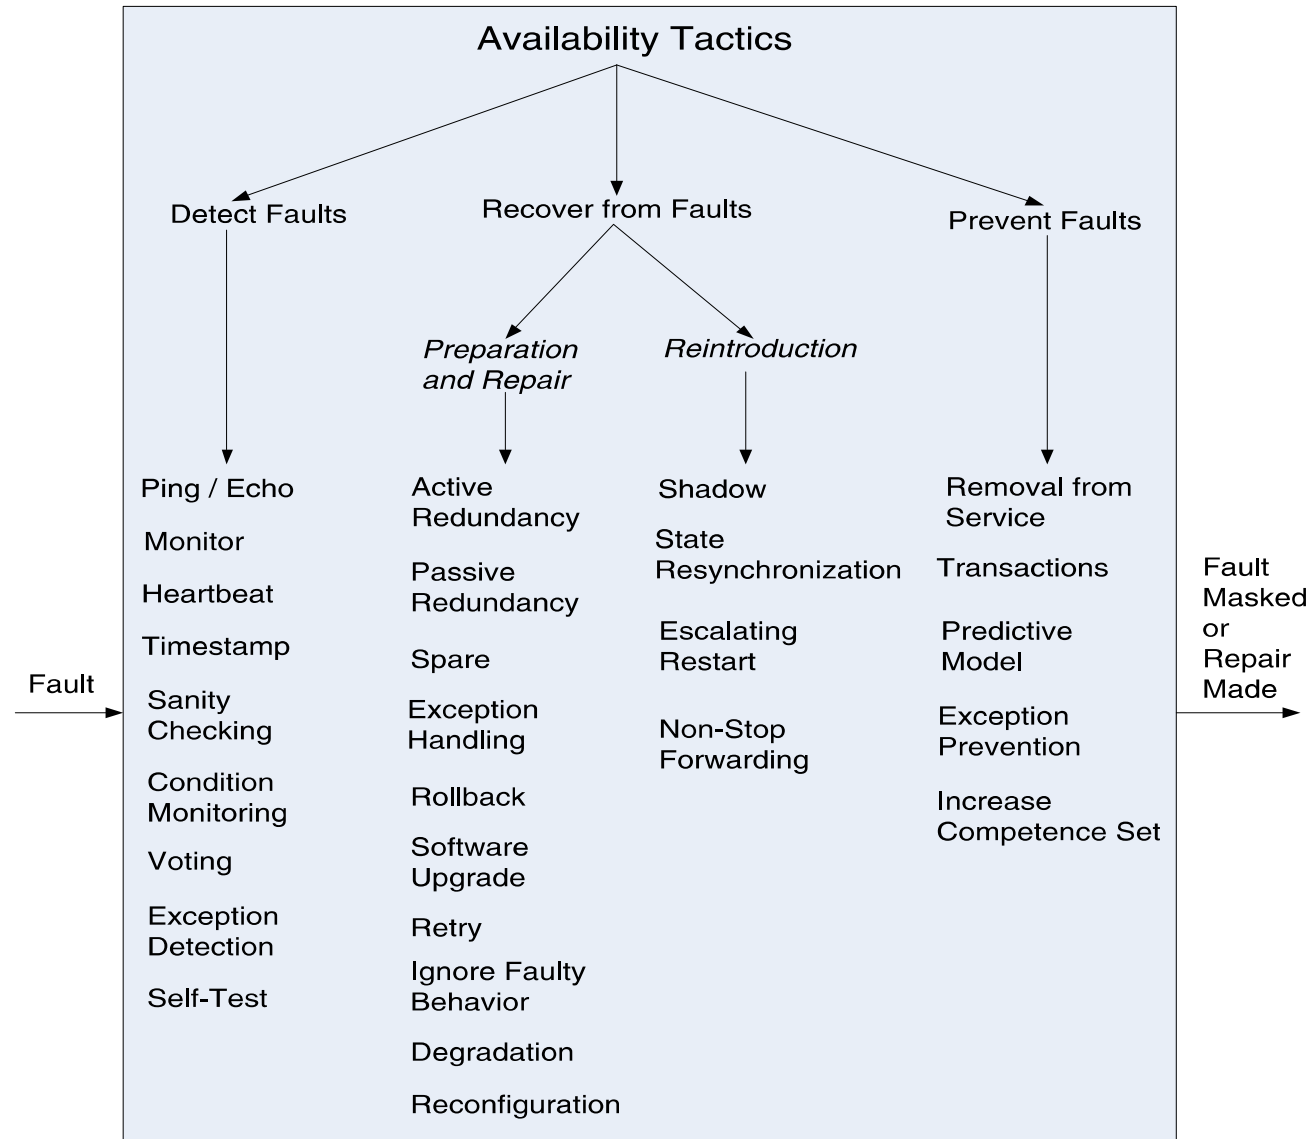 Availability Tactics
Detect Faults
Recover from Faults
Prevent Faults
Preparation
and Repair
Reintroduction
Ping / Echo
Monitor
Heartbeat
Timestamp
Sanity
Checking
Condition
Monitoring
Voting
Exception
Detection
Self-Test
Active
Redundancy
Passive
Redundancy
Spare
Exception
Handling
Rollback
Software
Upgrade
Retry
Ignore Faulty
Behavior
Degradation
Reconfiguration
Shadow
State
Resynchronization
Escalating
Restart
Non-Stop
Forwarding
Removal from
Service
Transactions
Predictive
Model
Exception
Prevention
Increase
Competence Set
Fault
Fault
Masked
or
Repair
Made